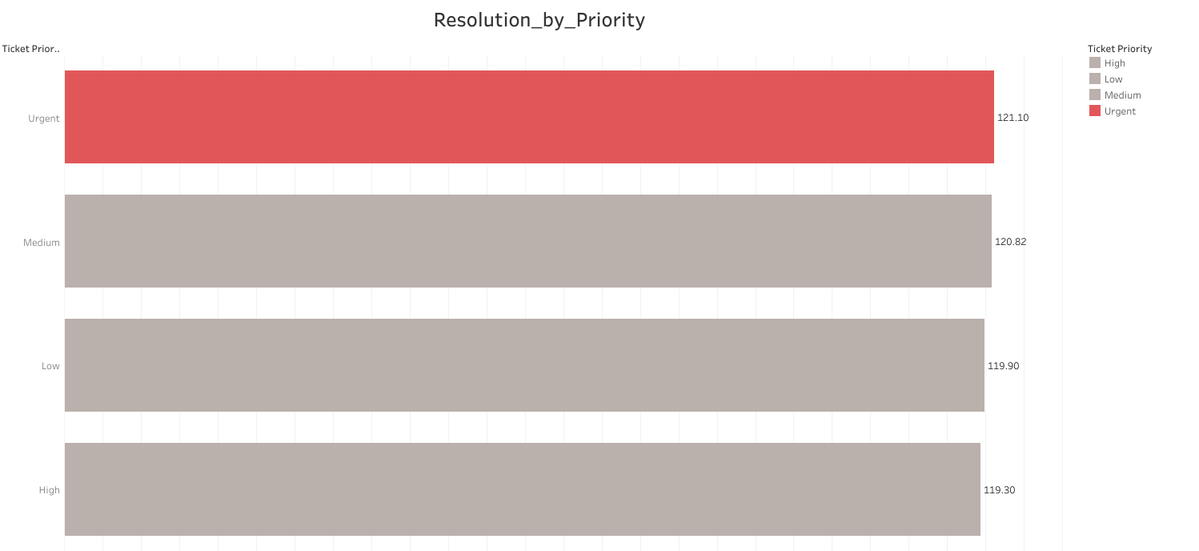 Resolution_by_Priority
Ticket Prior..
Urgent
121.10
Medium
120.82
Low
119.90
High
119.30
Ticket Priority
High
Low
Medium
Urgent